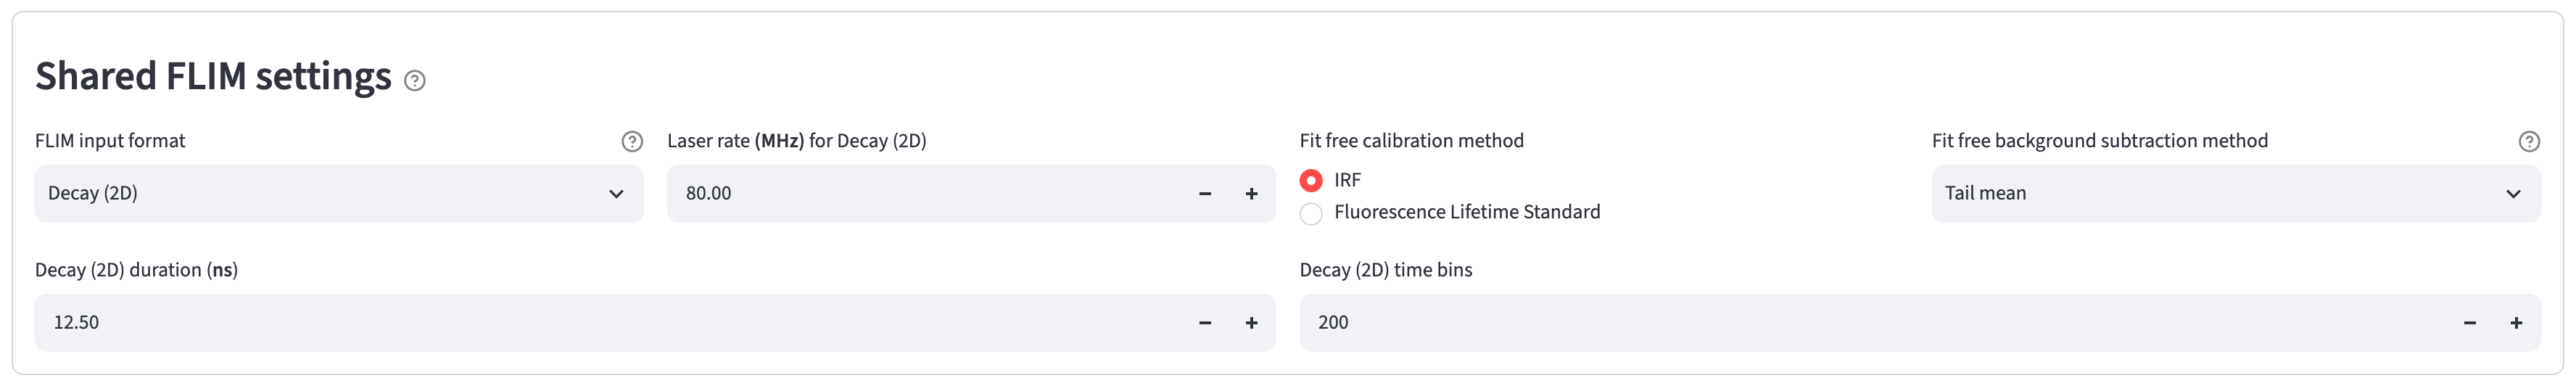 Shared FLIM settings
FLIM input format
Laser rate (MHz) for Decay (2D)
Fit free calibration method
Fit free background subtraction method
Decay (2D)
80.00
IRF
Fluorescence Lifetime Standard
Tail mean
Decay (2D) duration (ns)
Decay (2D) time bins
12.50
200